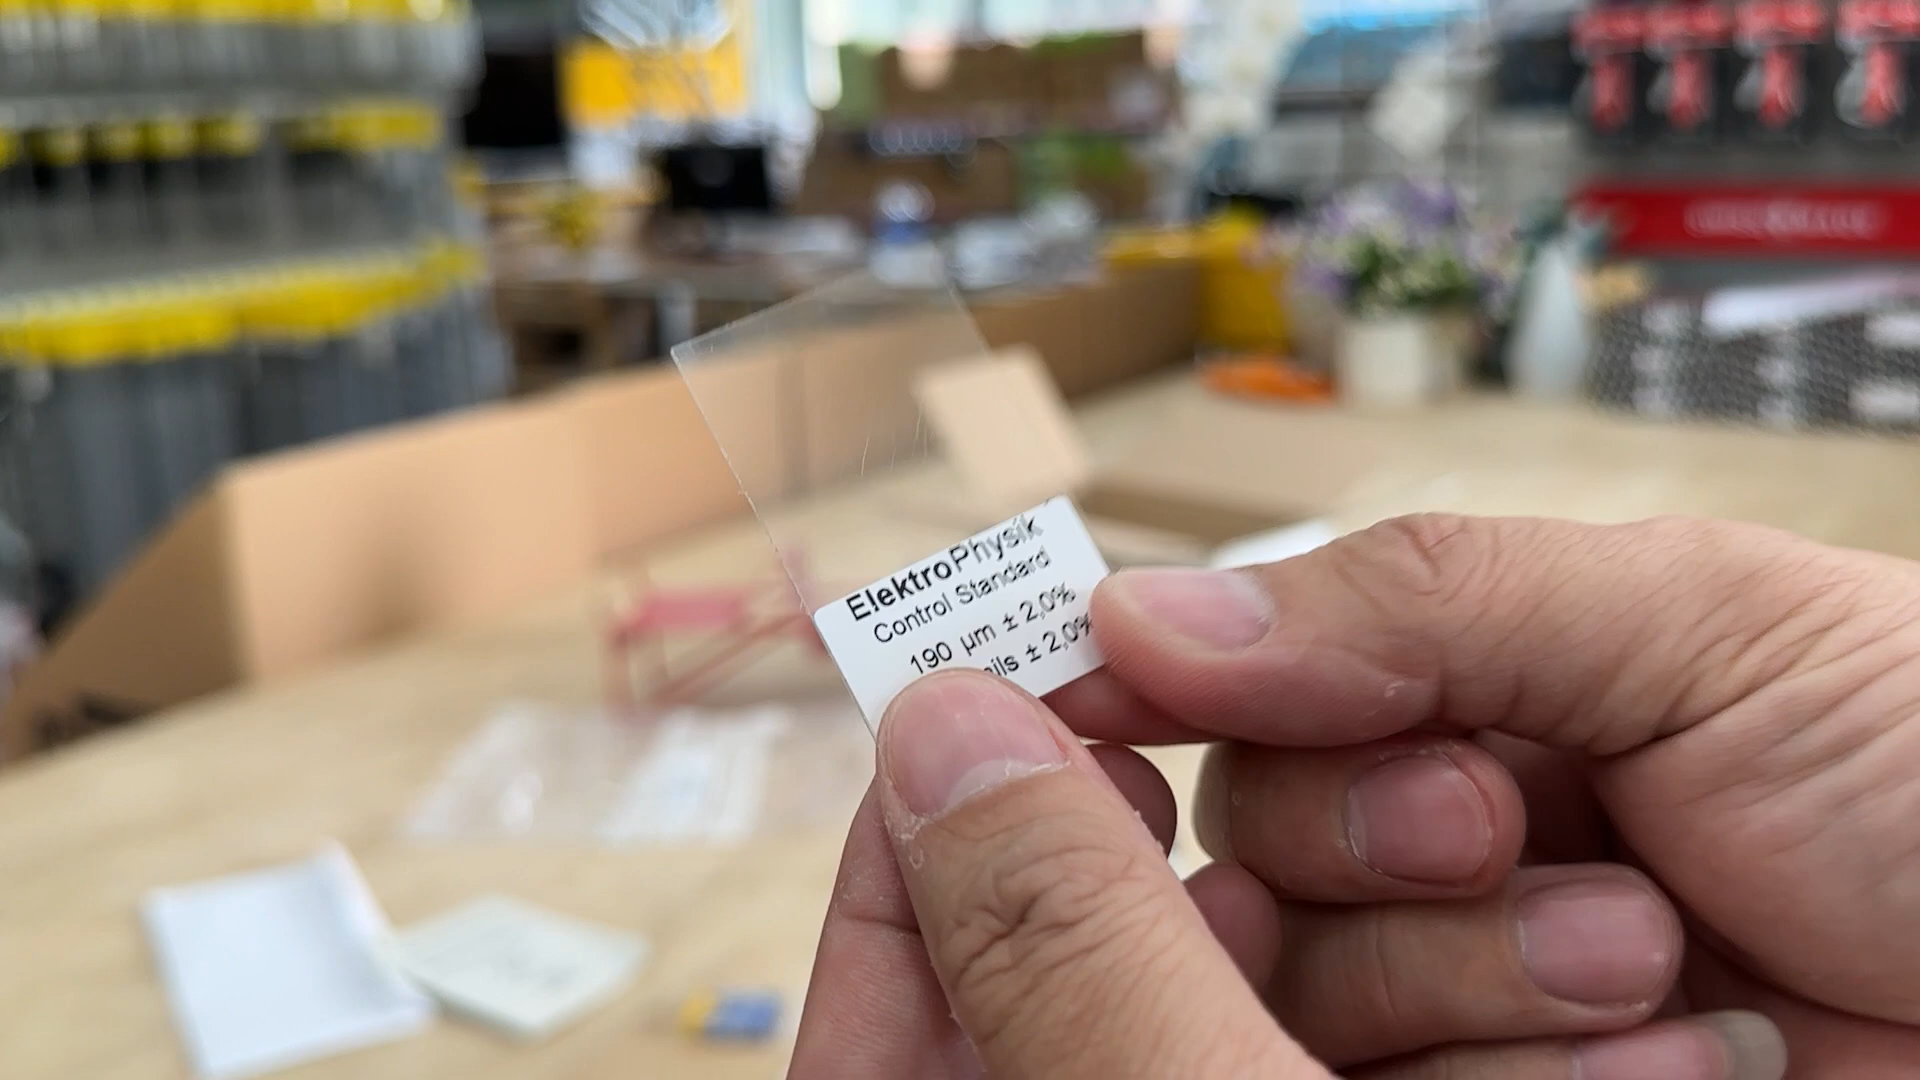 ElektroPhysik
Control Standard
190 µm ± 2,0%
ils ± 2,0%